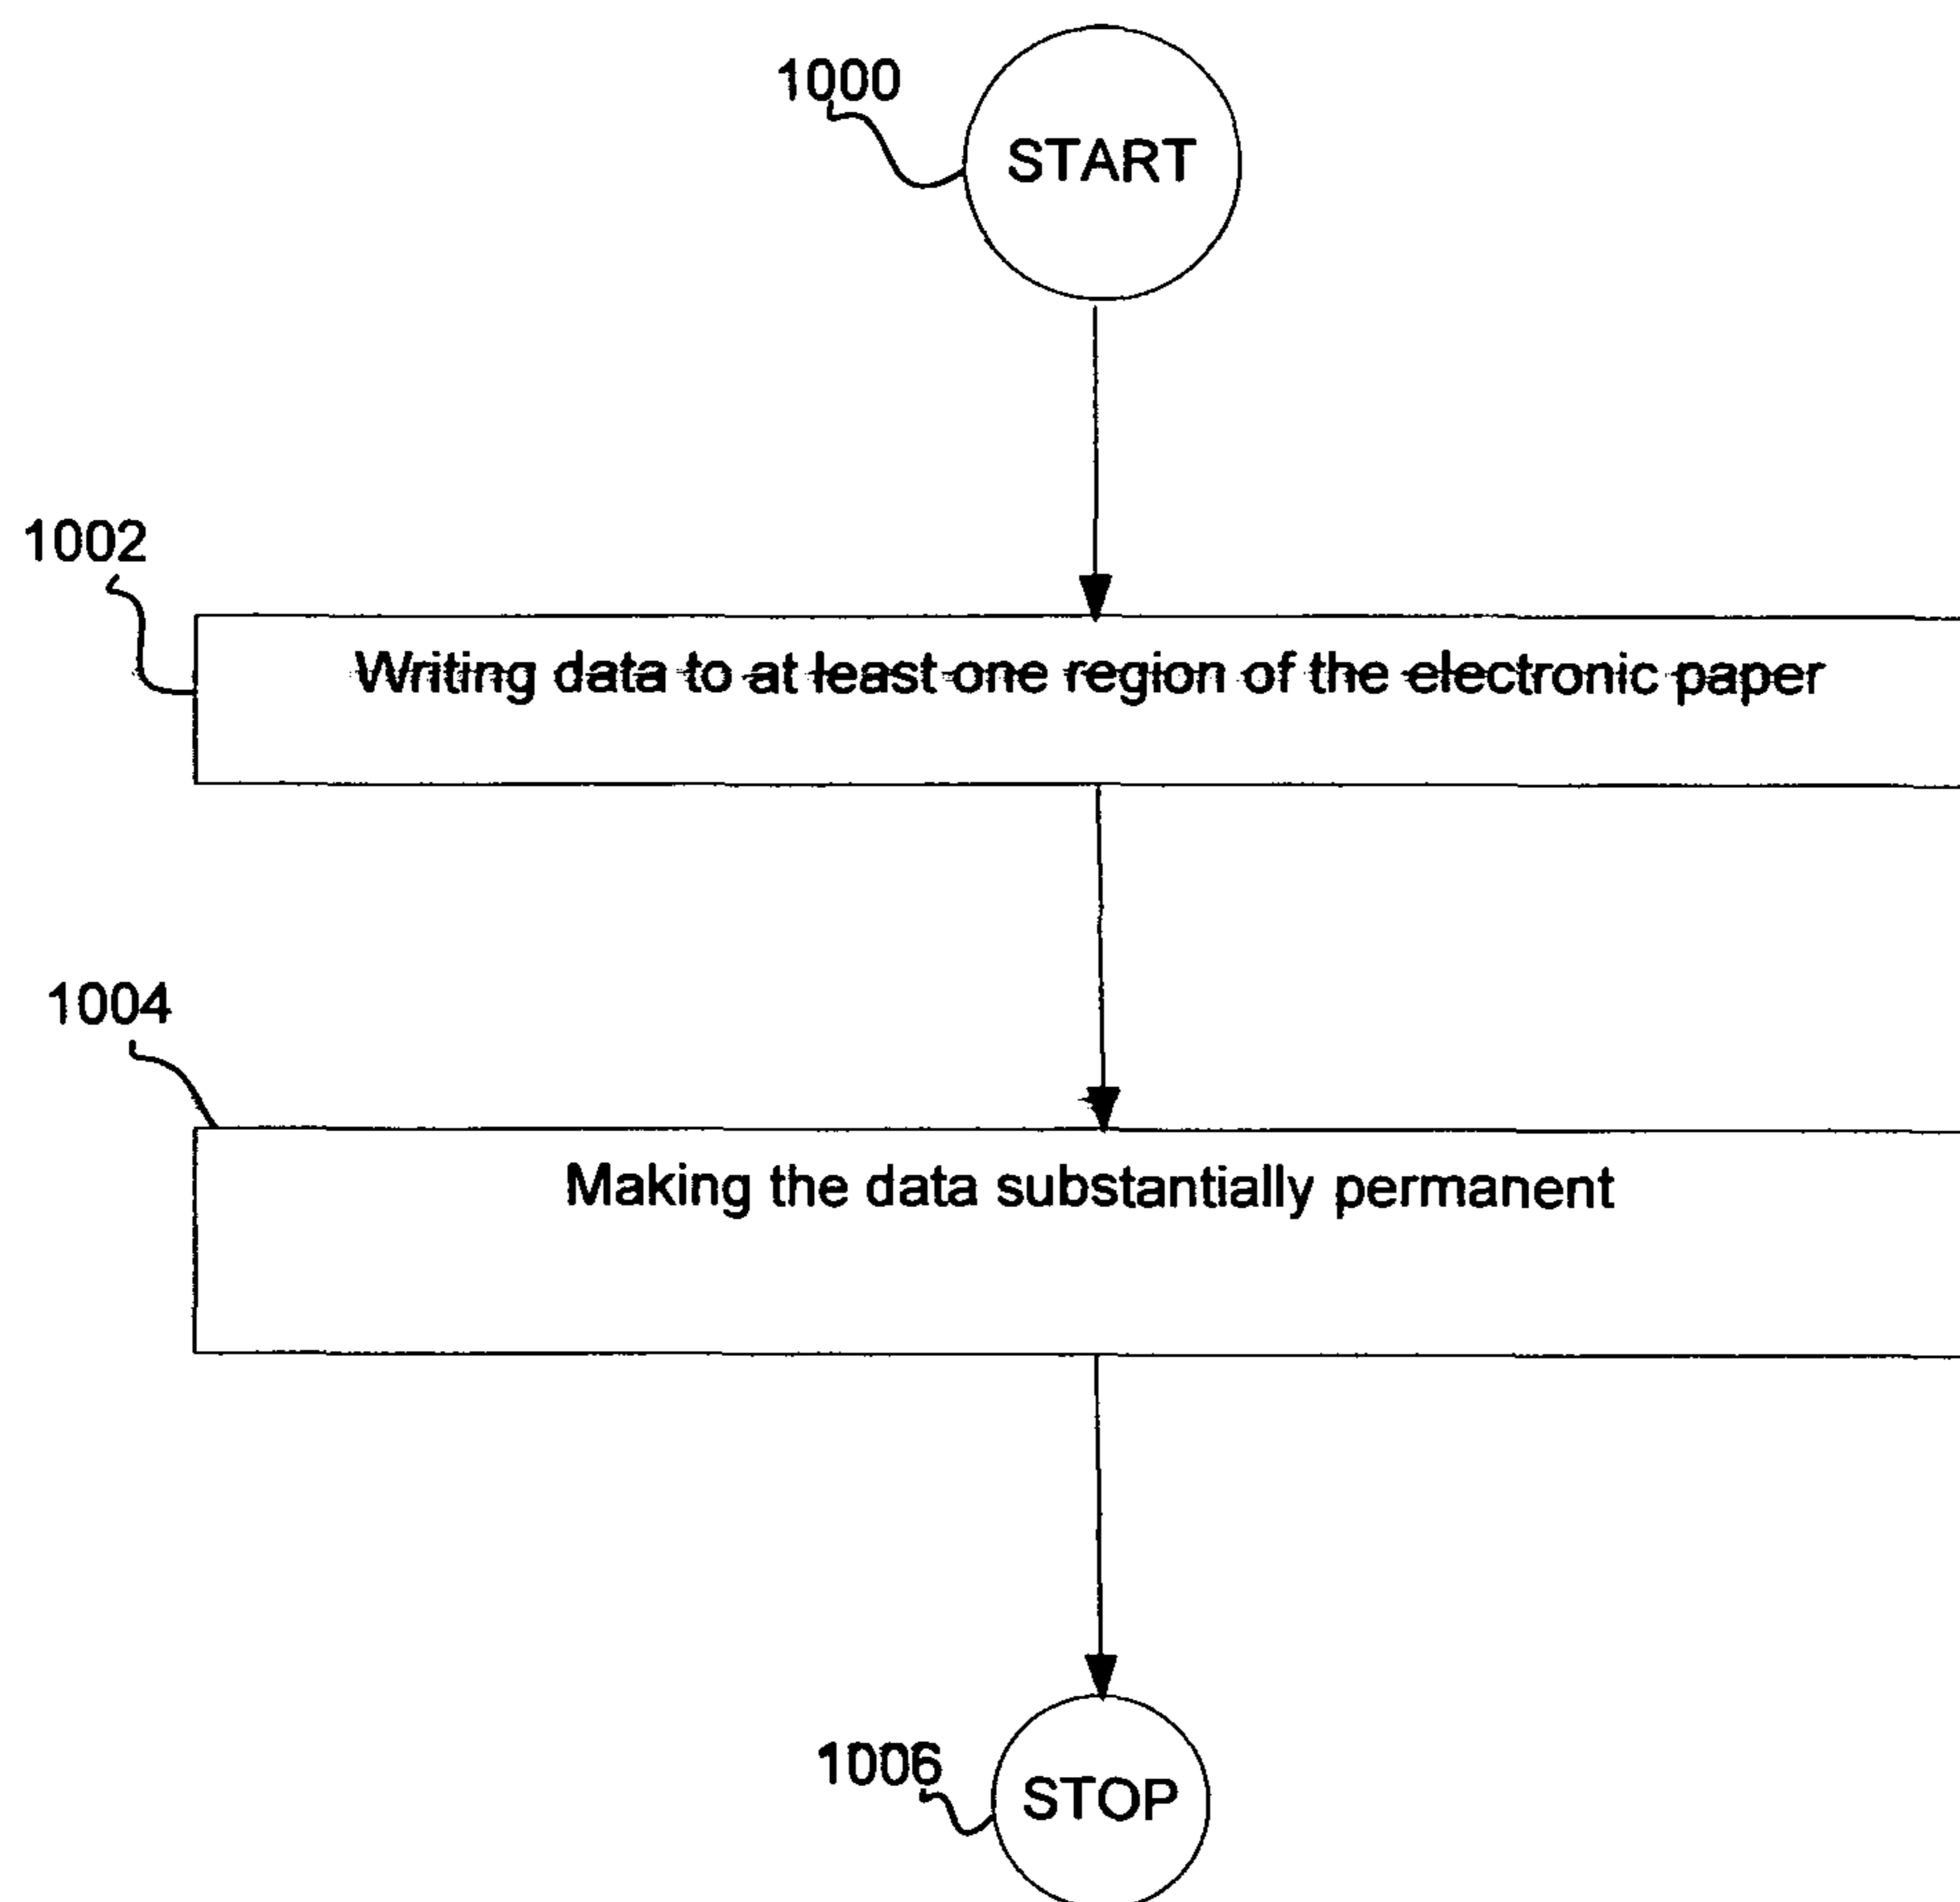 1000
START
1002
Writing data to at least one region of the electronic paper
1004
Making the data substantially permanent
1006
STOP